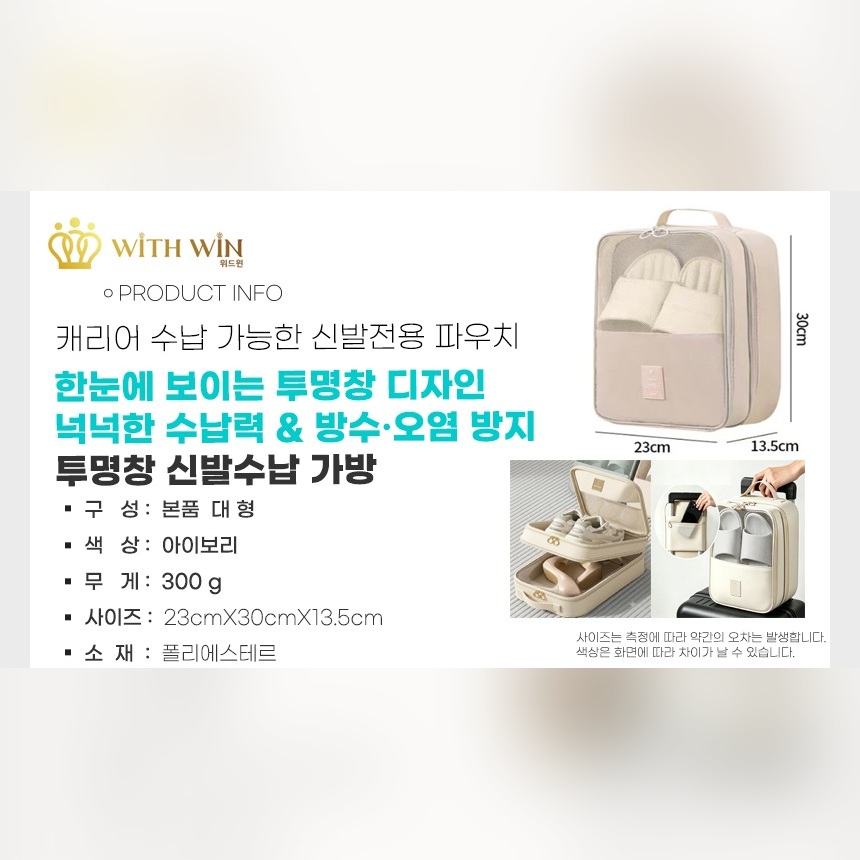 WITH WIN
위드윈
PRODUCT INFO
캐리어 수납 가능한 신발전용 파우치
한눈에 보이는 투명창 디자인
넉넉한 수납력 & 방수·오염 방지
투명창 신발수납 가방
▪ 구 성 : 본품 대 형
▪ 색 상 : 아이보리
▪ 무 게 : 300 g
▪ 사이즈 : 23cmX30cmX13.5cm
▪ 소 재 : 폴리에스테르
30cm
23cm
13.5cm
사이즈는 측정에 따라 약간의 오차는 발생합니다.
색상은 화면에 따라 차이가 날 수 있습니다.